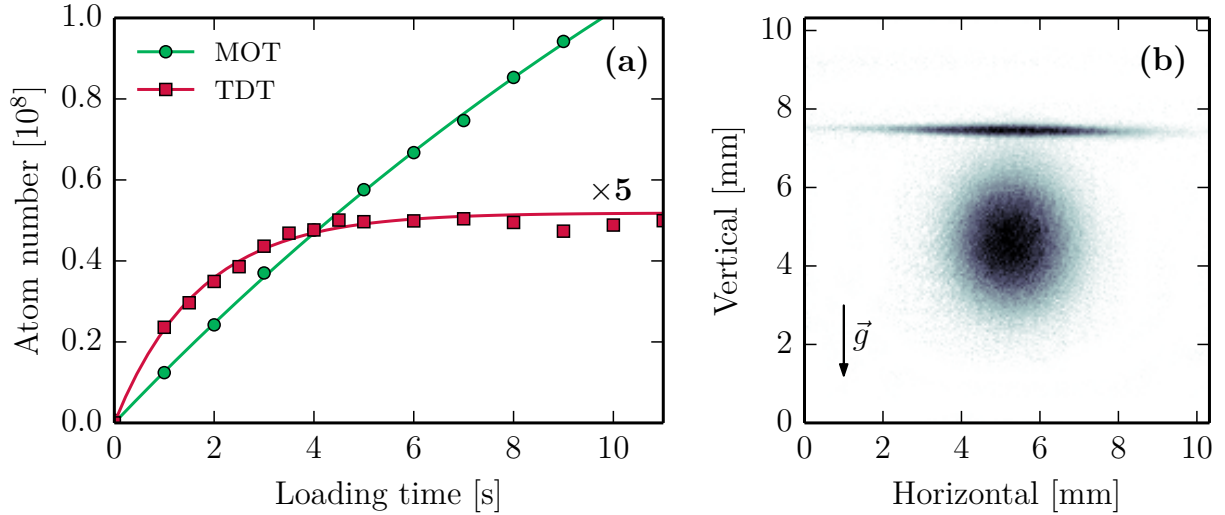 (a)
MOT
TDT
×5
Atom number [10⁸]
1.0
0.8
0.6
0.4
0.2
0.0
0 2 4 6 8 10
Loading time [s]
(b)
Vertical [mm]
10
8
6
4
2
0
g⃗
0 2 4 6 8 10
Horizontal [mm]